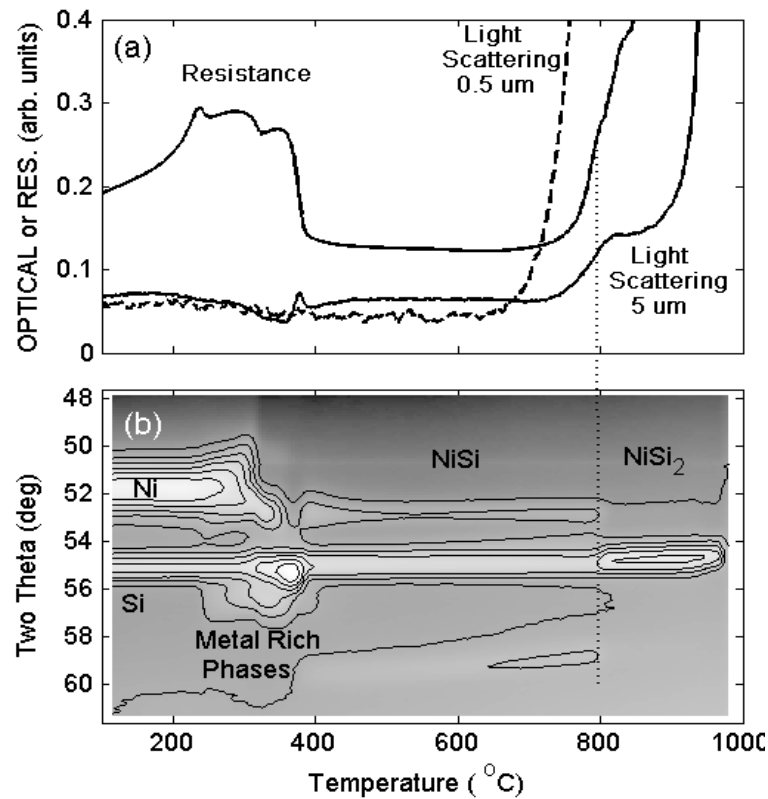 (a)
Resistance
Light
Scattering
0.5 um
Light
Scattering
5 um
OPTICAL or RES. (arb. units)
0.4
0.3
0.2
0.1
0
(b)
Ni
NiSi
NiSi₂
Si
Metal Rich
Phases
Two Theta (deg)
48
50
52
54
56
58
60
200
400
600
800
1000
Temperature ( °C)